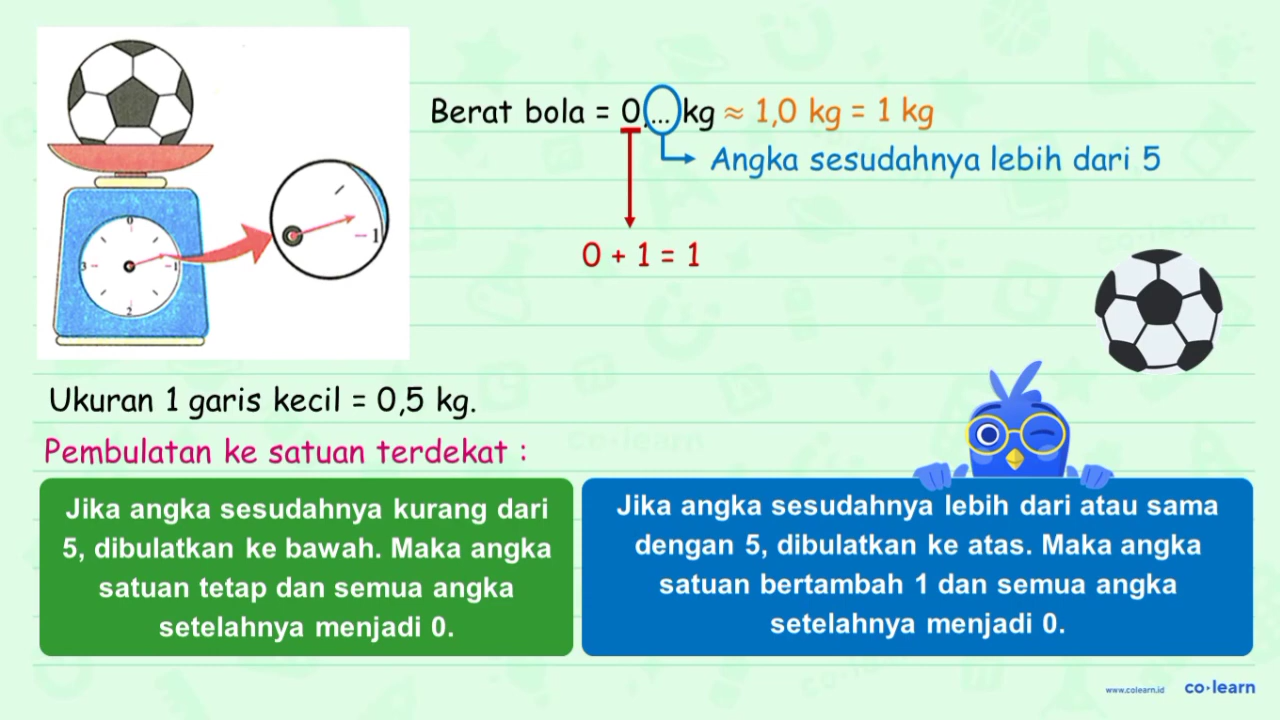 Berat bola = 0,...kg ≈ 1,0 kg = 1 kg
Angka sesudahnya lebih dari 5
0 + 1 = 1
0
3
1
2
1
Ukuran 1 garis kecil = 0,5 kg.
Pembulatan ke satuan terdekat :
Jika angka sesudahnya kurang dari
5, dibulatkan ke bawah. Maka angka
satuan tetap dan semua angka
setelahnya menjadi 0.
Jika angka sesudahnya lebih dari atau sama
dengan 5, dibulatkan ke atas. Maka angka
satuan bertambah 1 dan semua angka
setelahnya menjadi 0.
www.colearn.id
co·learn